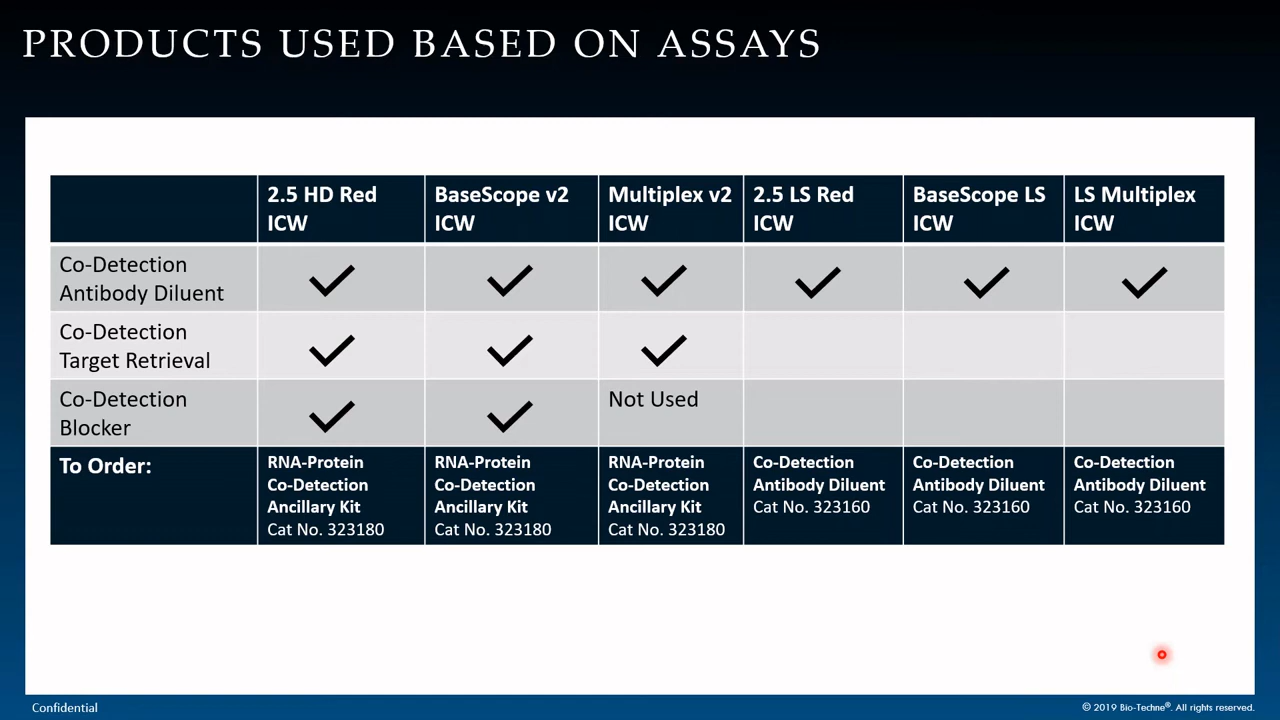 PRODUCTS USED BASED ON ASSAYS
2.5 HD Red
ICW
BaseScope v2
ICW
Multiplex v2
ICW
2.5 LS Red
ICW
BaseScope LS
ICW
LS Multiplex
ICW
Co-Detection
Antibody Diluent
Co-Detection
Target Retrieval
Co-Detection
Blocker
Not Used
To Order:
RNA-Protein
Co-Detection
Ancillary Kit
Cat No. 323180
RNA-Protein
Co-Detection
Ancillary Kit
Cat No. 323180
RNA-Protein
Co-Detection
Ancillary Kit
Cat No. 323180
Co-Detection
Antibody Diluent
Cat No. 323160
Co-Detection
Antibody Diluent
Cat No. 323160
Co-Detection
Antibody Diluent
Cat No. 323160
Confidential
© 2019 Bio-Techne®. All rights reserved.